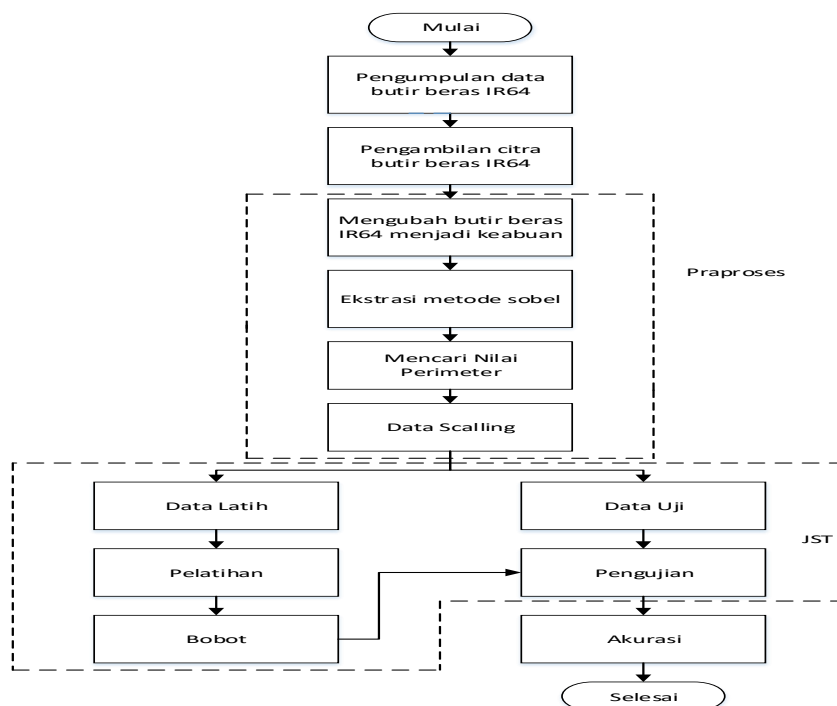 Mulai
Pengumpulan data
butir beras IR64
Pengambilan citra
butir beras IR64
Mengubah butir beras
IR64 menjadi keabuan
Praproses
Ekstrasi metode sobel
Mencari Nilai
Perimeter
Data Scalling
Data Latih
Data Uji
JST
Pelatihan
Pengujian
Bobot
Akurasi
Selesai